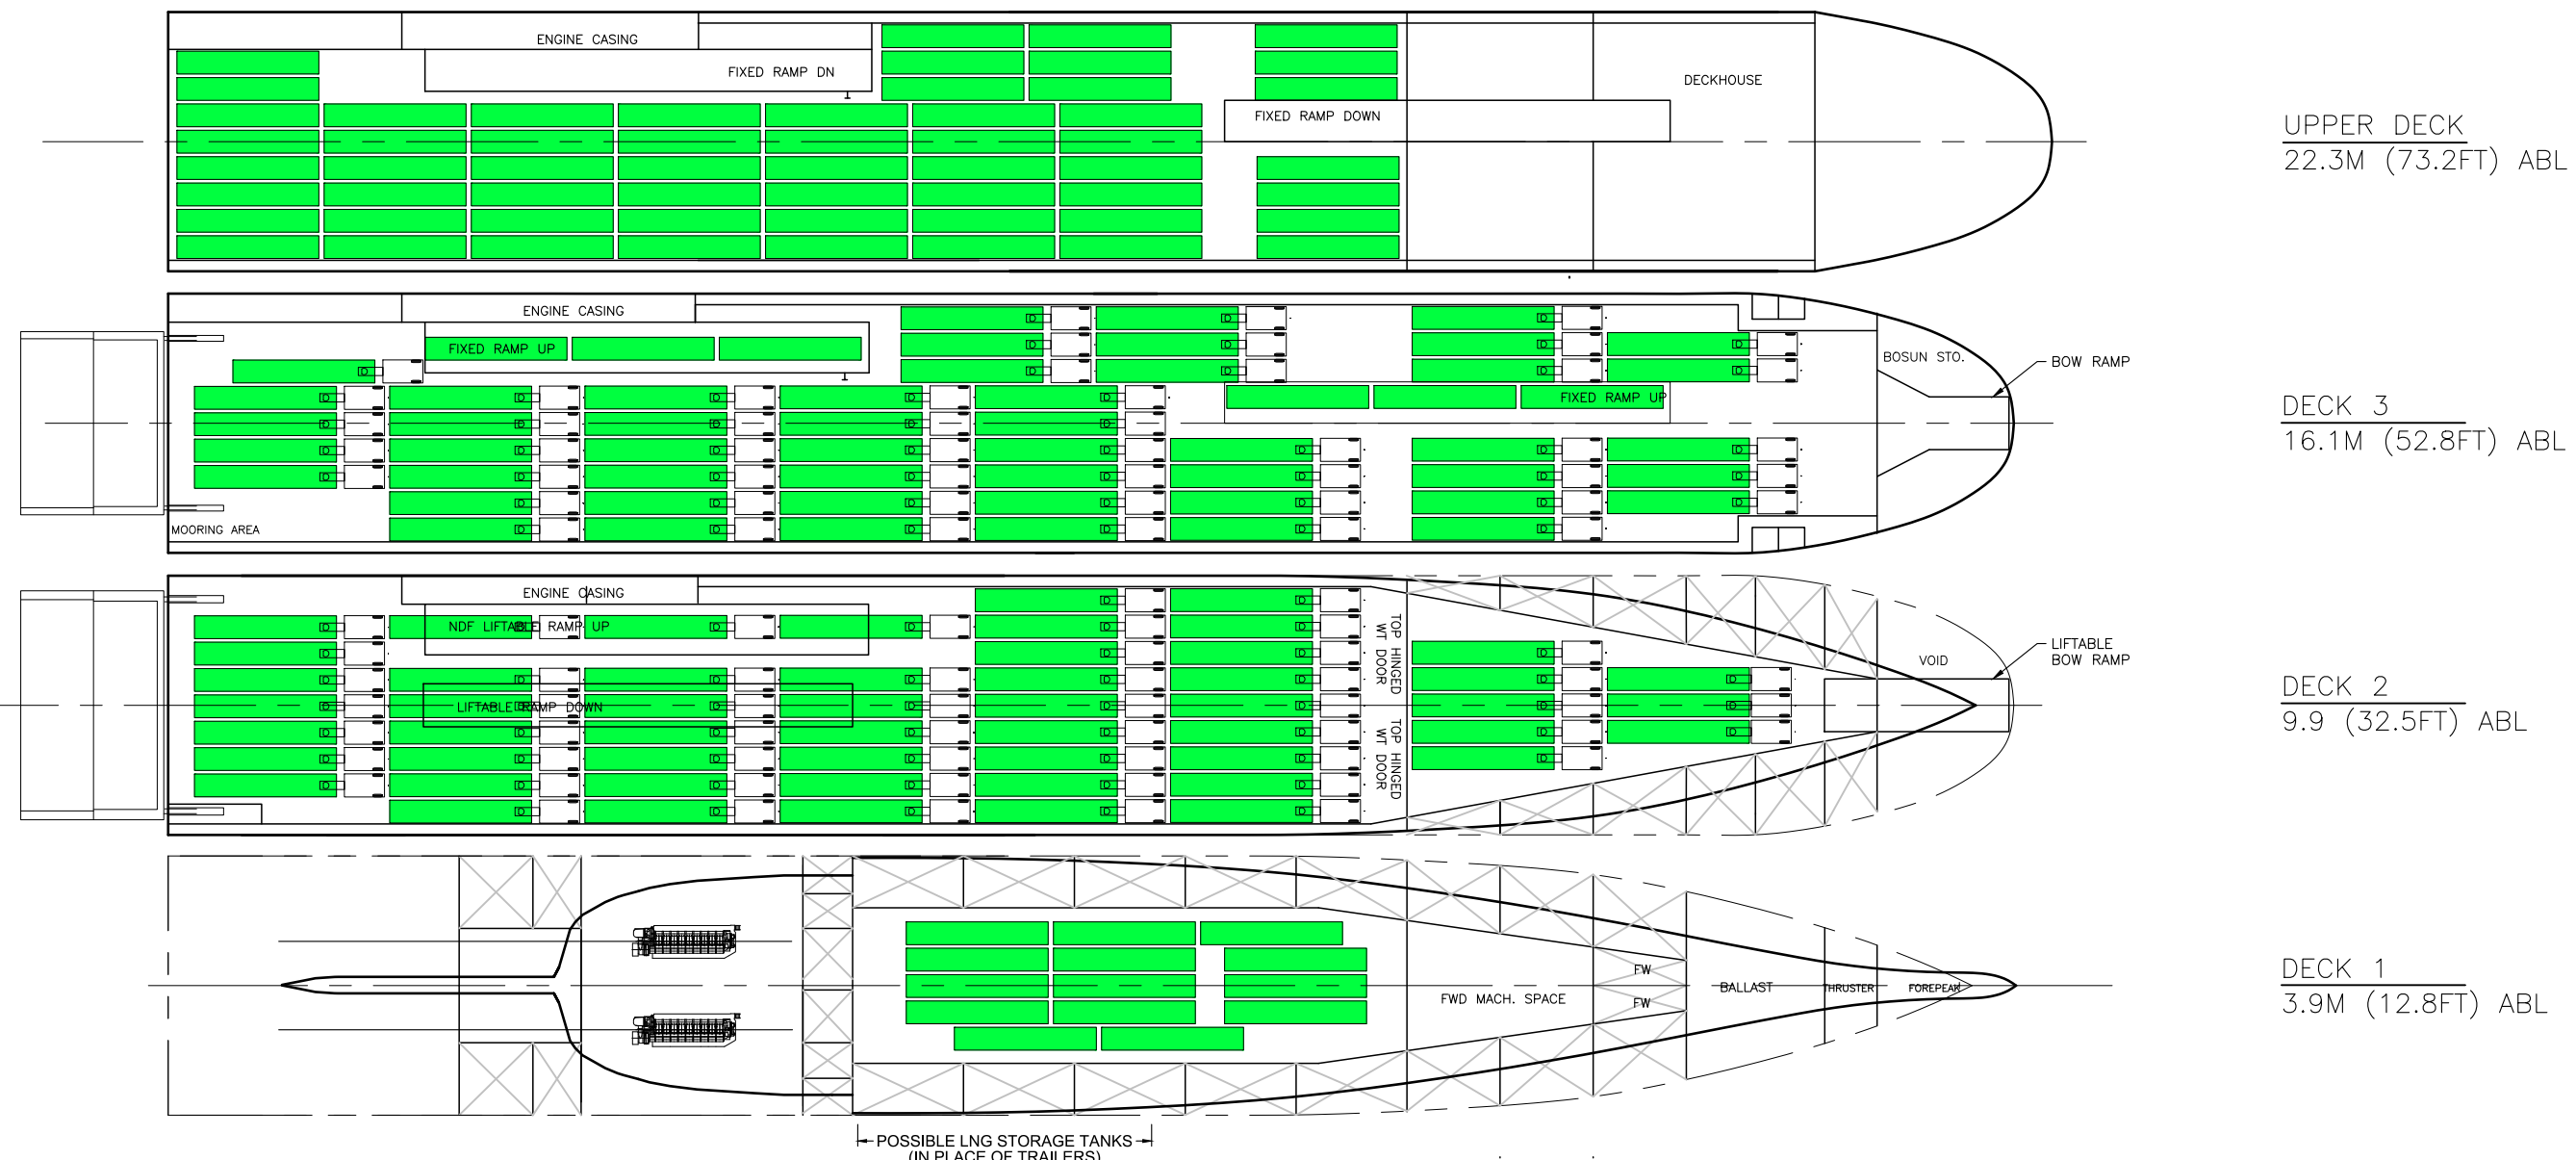 ENGINE CASING
FIXED RAMP DN
DECKHOUSE
FIXED RAMP DOWN
UPPER DECK
22.3M (73.2FT) ABL
ENGINE CASING
FIXED RAMP UP
BOSUN STO.
BOW RAMP
FIXED RAMP UP
MOORING AREA
DECK 3
16.1M (52.8FT) ABL
ENGINE CASING
NDF LIFTABLE RAMP UP
TOP HINGED
WT DOOR
LIFTABLE
BOW RAMP
VOID
LIFTABLE RAMP DOWN
TOP HINGED
WT DOOR
DECK 2
9.9 (32.5FT) ABL
FW
FWD MACH. SPACE
FW
BALLAST
THRUSTER
FOREPEAK
DECK 1
3.9M (12.8FT) ABL
POSSIBLE LNG STORAGE TANKS
(IN PLACE OF TRAILERS)